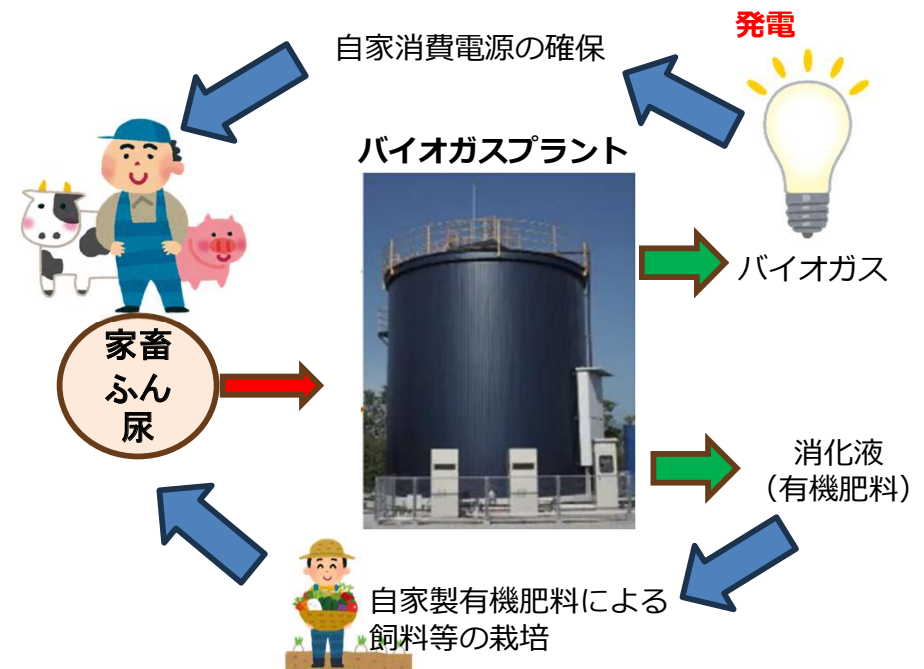 発電
自家消費電源の確保
バイオガスプラント
バイオガス
家畜
ふん
尿
消化液
（有機肥料）
自家製有機肥料による
飼料等の栽培